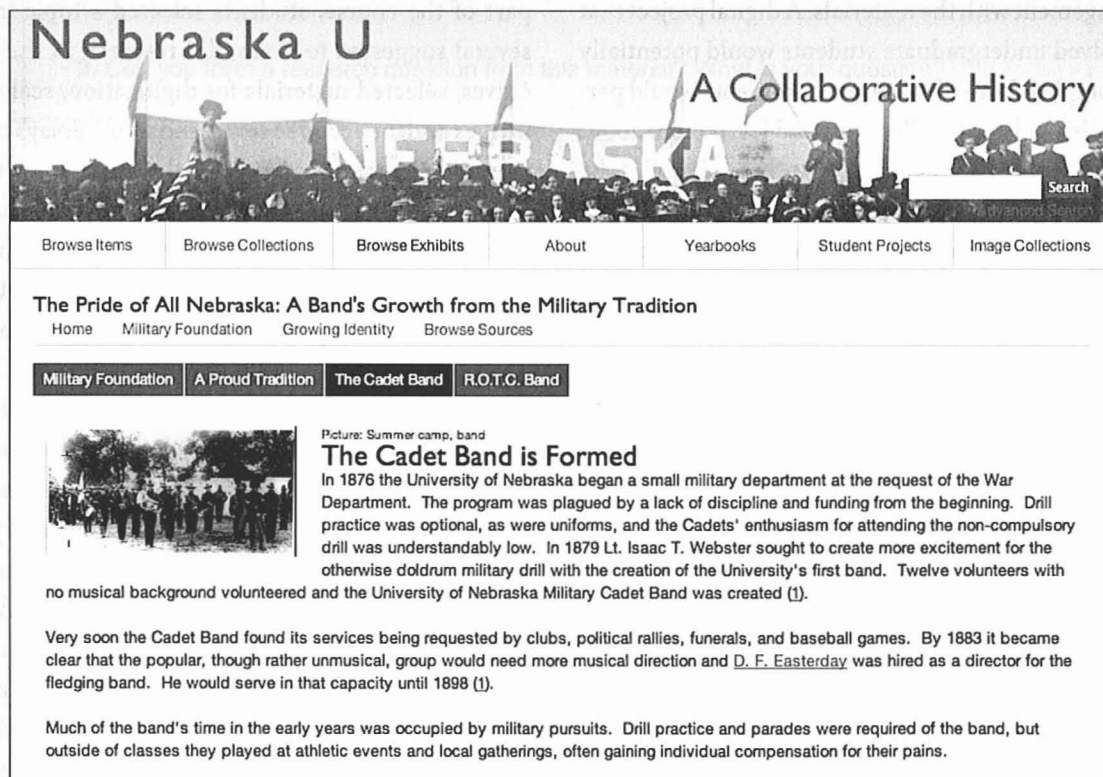 Nebraska U
A Collaborative History
NEBRASKA
Search
Advanced Search
Browse Items Browse Collections Browse Exhibits About Yearbooks Student Projects Image Collections
The Pride of All Nebraska: A Band's Growth from the Military Tradition
Home Military Foundation Growing Identity Browse Sources
Military Foundation A Proud Tradition The Cadet Band R.O.T.C. Band
Picture: Summer camp, band
The Cadet Band is Formed
In 1876 the University of Nebraska began a small military department at the request of the War
Department. The program was plagued by a lack of discipline and funding from the beginning. Drill
practice was optional, as were uniforms, and the Cadets' enthusiasm for attending the non-compulsory
drill was understandably low. In 1879 Lt. Isaac T. Webster sought to create more excitement for the
otherwise doldrum military drill with the creation of the University's first band. Twelve volunteers with
no musical background volunteered and the University of Nebraska Military Cadet Band was created (1).
Very soon the Cadet Band found its services being requested by clubs, political rallies, funerals, and baseball games. By 1883 it became
clear that the popular, though rather unmusical, group would need more musical direction and D. F. Easterday was hired as a director for the
fledging band. He would serve in that capacity until 1898 (1).
Much of the band's time in the early years was occupied by military pursuits. Drill practice and parades were required of the band, but
outside of classes they played at athletic events and local gatherings, often gaining individual compensation for their pains.